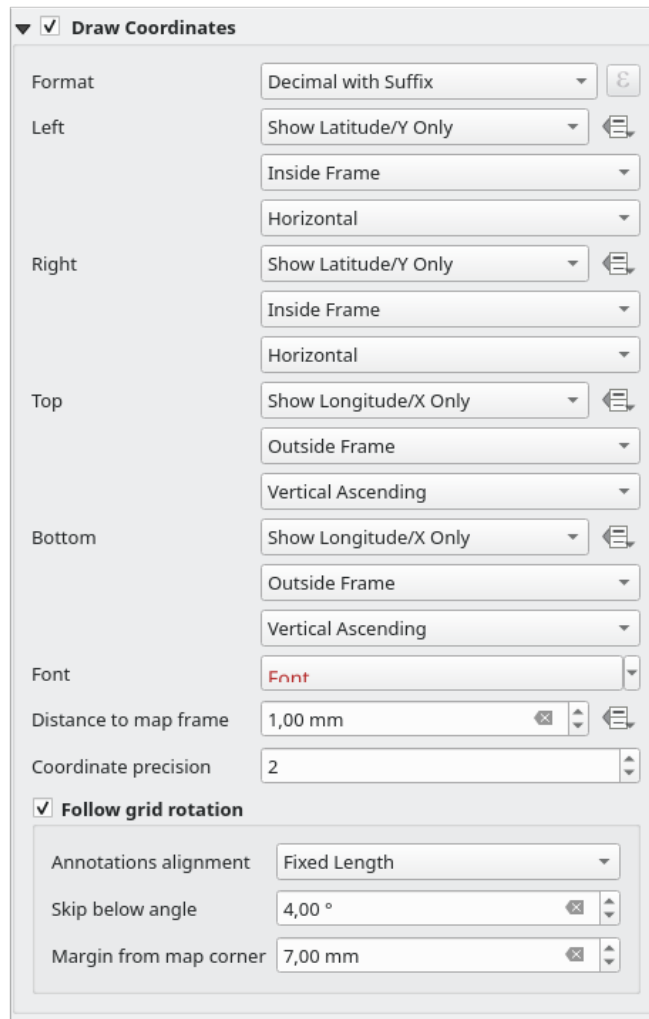 Draw Coordinates
Format Decimal with Suffix ε
Left Show Latitude/Y Only
Inside Frame
Horizontal
Right Show Latitude/Y Only
Inside Frame
Horizontal
Top Show Longitude/X Only
Outside Frame
Vertical Ascending
Bottom Show Longitude/X Only
Outside Frame
Vertical Ascending
Font Font
Distance to map frame 1,00 mm
Coordinate precision 2
Follow grid rotation
Annotations alignment Fixed Length
Skip below angle 4,00 °
Margin from map corner 7,00 mm